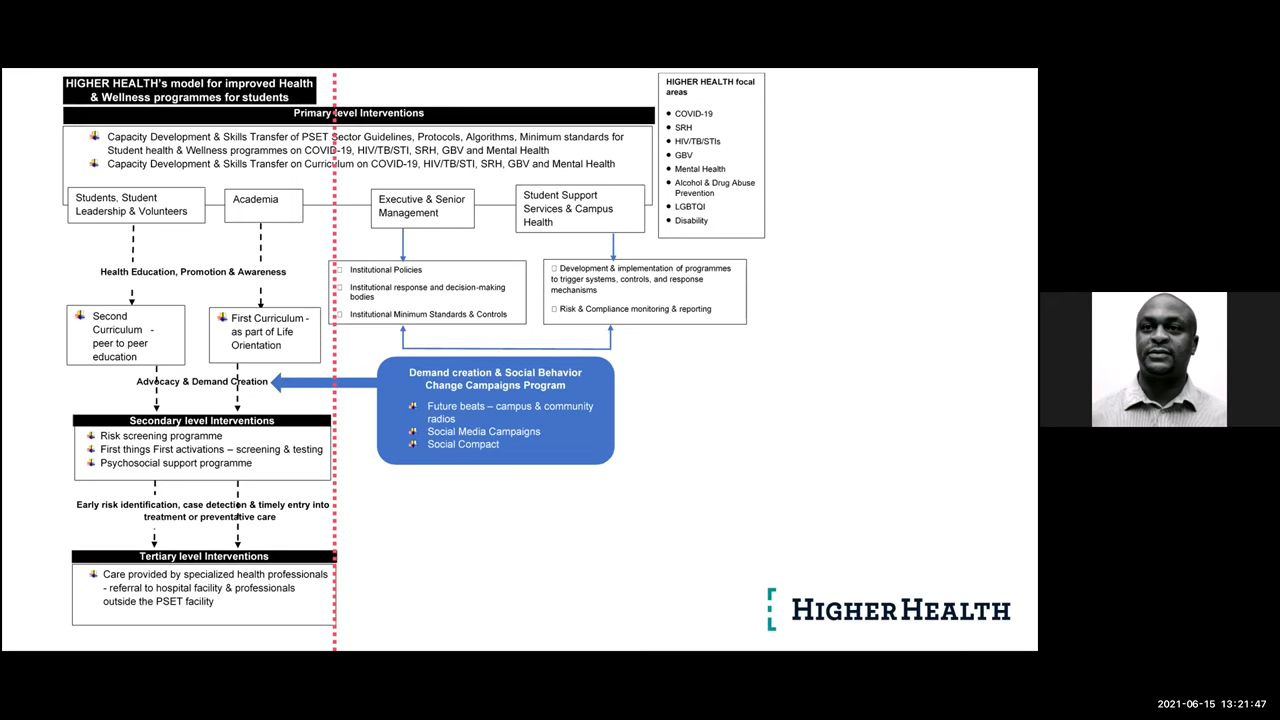 HIGHER HEALTH's model for improved Health
& Wellness programmes for students
Primary level Interventions
Capacity Development & Skills Transfer of PSET Sector Guidelines, Protocols, Algorithms, Minimum standards for
Student health & Wellness programmes on COVID-19, HIV/TB/STI, SRH, GBV and Mental Health
Capacity Development & Skills Transfer on Curriculum on COVID-19, HIV/TB/STI, SRH, GBV and Mental Health
Students, Student
Leadership & Volunteers
Academia
Executive & Senior
Management
Student Support
Services & Campus
Health
HIGHER HEALTH focal
areas
● COVID-19
● SRH
● HIV/TB/STIs
● GBV
● Mental Health
● Alcohol & Drug Abuse
Prevention
● LGBTQI
● Disability
Health Education, Promotion & Awareness
Institutional Policies
Institutional response and decision-making
bodies
Institutional Minimum Standards & Controls
Development & implementation of programmes
to trigger systems, controls, and response
mechanisms
Risk & Compliance monitoring & reporting
Second
Curriculum -
peer to peer
education
First Curriculum -
as part of Life
Orientation
Advocacy & Demand Creation
Demand creation & Social Behavior
Change Campaigns Program
Future beats – campus & community
radios
Social Media Campaigns
Social Compact
Secondary level Interventions
Risk screening programme
First things First activations – screening & testing
Psychosocial support programme
Early risk identification, case detection & timely entry into
treatment or preventative care
Tertiary level Interventions
Care provided by specialized health professionals
- referral to hospital facility & professionals
outside the PSET facility
HIGHER HEALTH
2021-06-15 13:21:47